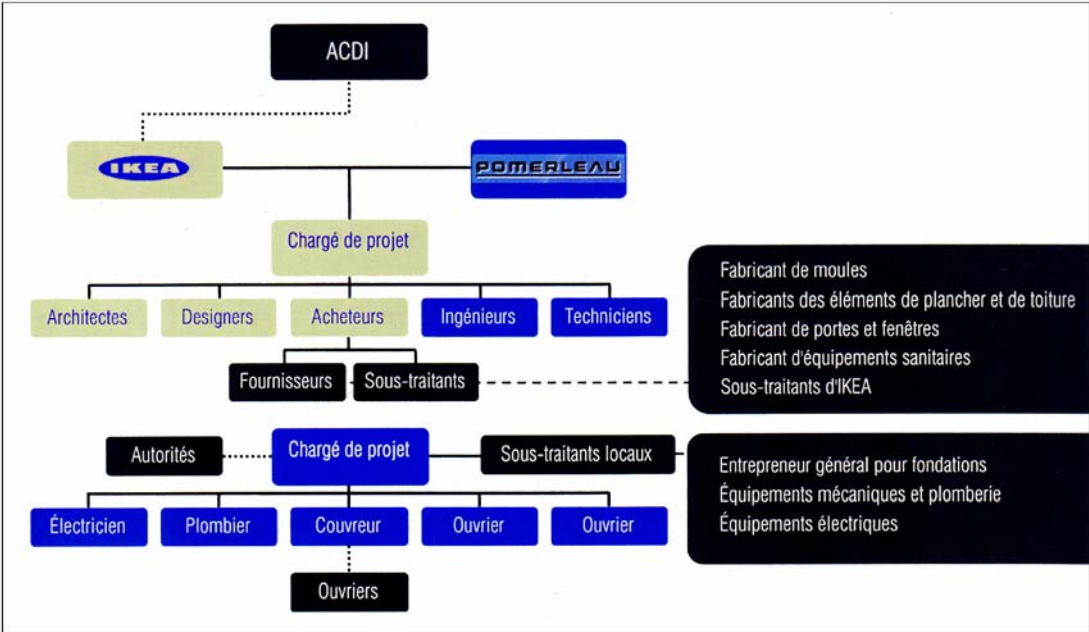 ACDI
IKEA
POMERLEAU
Chargé de projet
Architectes
Designers
Acheteurs
Ingénieurs
Techniciens
Fournisseurs
Sous-traitants
Fabricant de moules
Fabricants des éléments de plancher et de toiture
Fabricant de portes et fenêtres
Fabricant d'équipements sanitaires
Sous-traitants d'IKEA
Autorités
Chargé de projet
Sous-traitants locaux
Entrepreneur général pour fondations
Équipements mécaniques et plomberie
Équipements électriques
Électricien
Plombier
Couvreur
Ouvrier
Ouvrier
Ouvriers